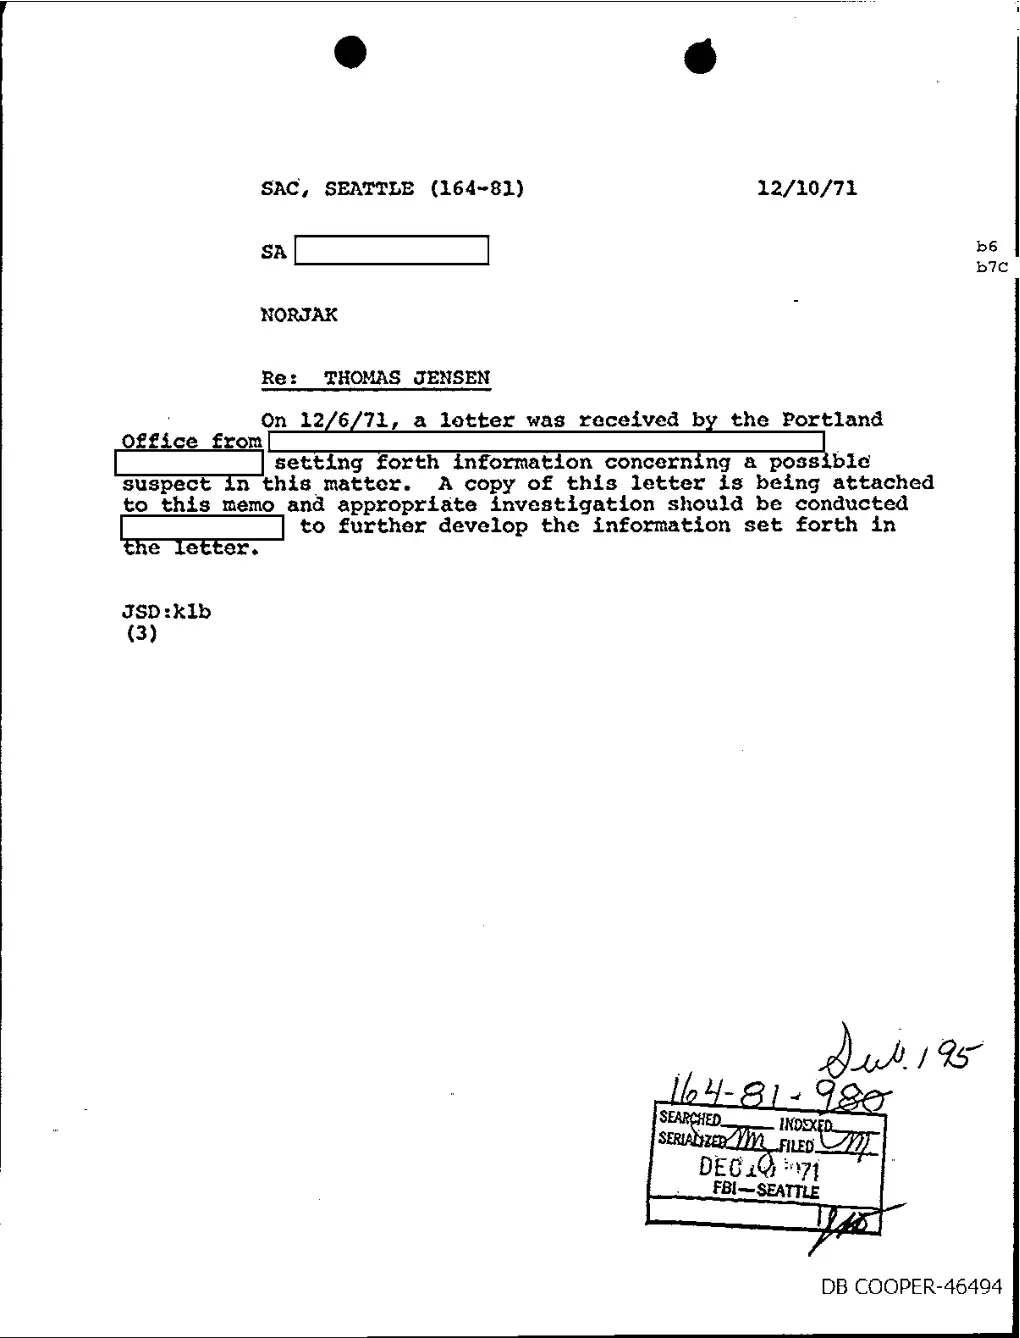 SAC, SEATTLE (164-81) 12/10/71
SA
b6
b7C
NORJAK
Re: THOMAS JENSEN
On 12/6/71, a letter was received by the Portland
Office from
setting forth information concerning a possible
suspect in this matter. A copy of this letter is being attached
to this memo and appropriate investigation should be conducted
to further develop the information set forth in
the letter.
JSD:klb
(3)
Sub. 195
164-81-980
SEARCHED INDEXED
SERIALIZED FILED
DEC 10 1971
FBI—SEATTLE
DB COOPER-46494